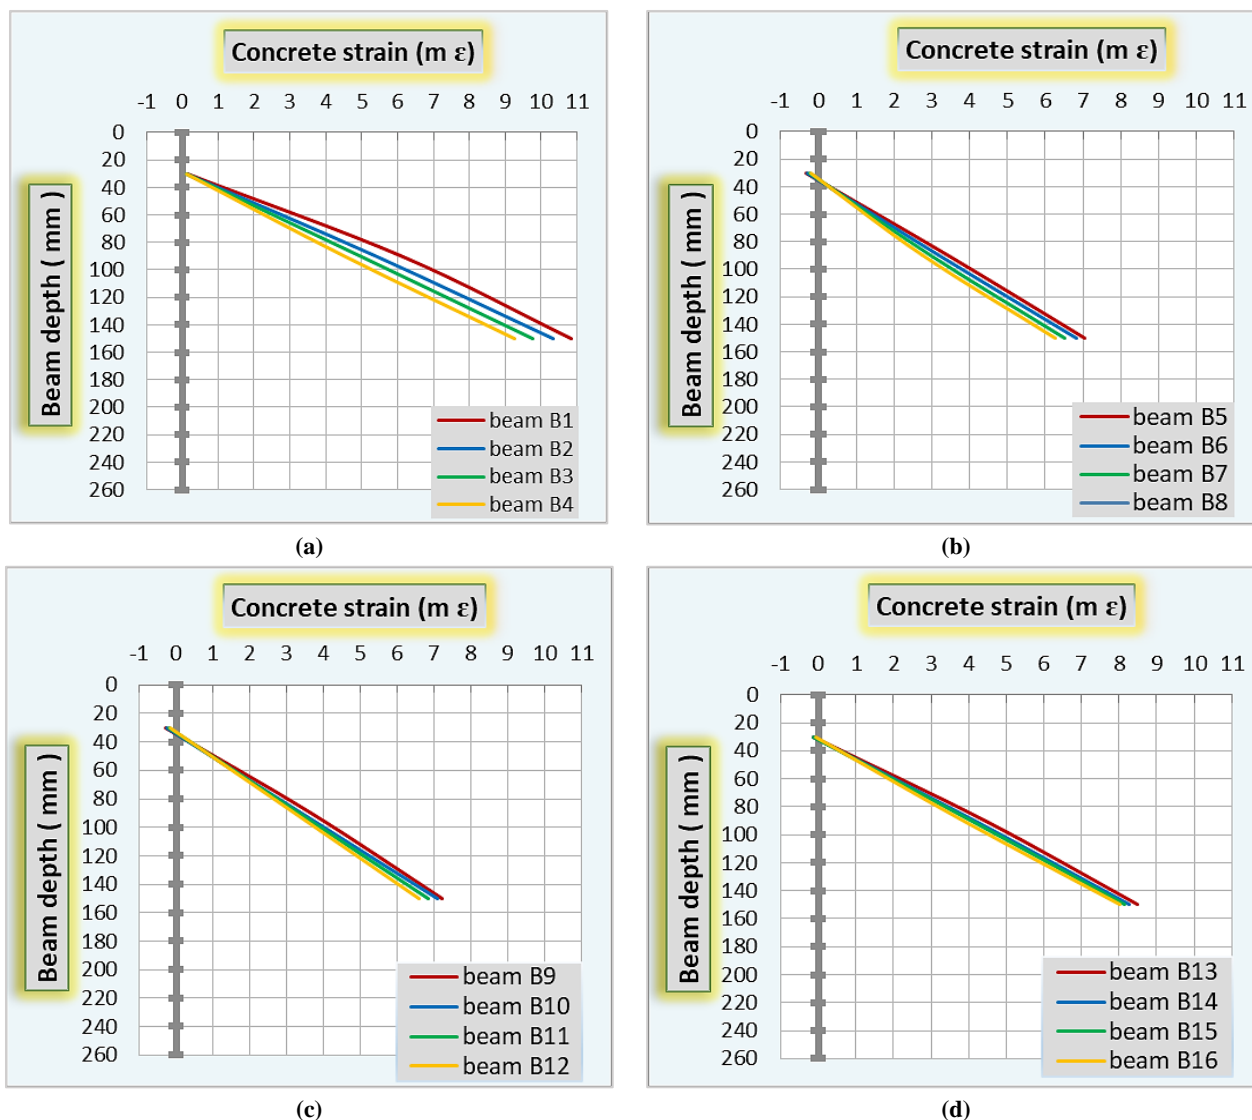 Concrete strain (m ε)
-1 0 1 2 3 4 5 6 7 8 9 10 11
Beam depth ( mm )
0
20
40
60
80
100
120
140
160
180
200
220
240
260
beam B1
beam B2
beam B3
beam B4
(a)
Concrete strain (m ε)
-1 0 1 2 3 4 5 6 7 8 9 10 11
Beam depth ( mm )
0
20
40
60
80
100
120
140
160
180
200
220
240
260
beam B5
beam B6
beam B7
beam B8
(b)
Concrete strain (m ε)
-1 0 1 2 3 4 5 6 7 8 9 10 11
Beam depth ( mm )
0
20
40
60
80
100
120
140
160
180
200
220
240
260
beam B9
beam B10
beam B11
beam B12
(c)
Concrete strain (m ε)
-1 0 1 2 3 4 5 6 7 8 9 10 11
Beam depth ( mm )
0
20
40
60
80
100
120
140
160
180
200
220
240
260
beam B13
beam B14
beam B15
beam B16
(d)